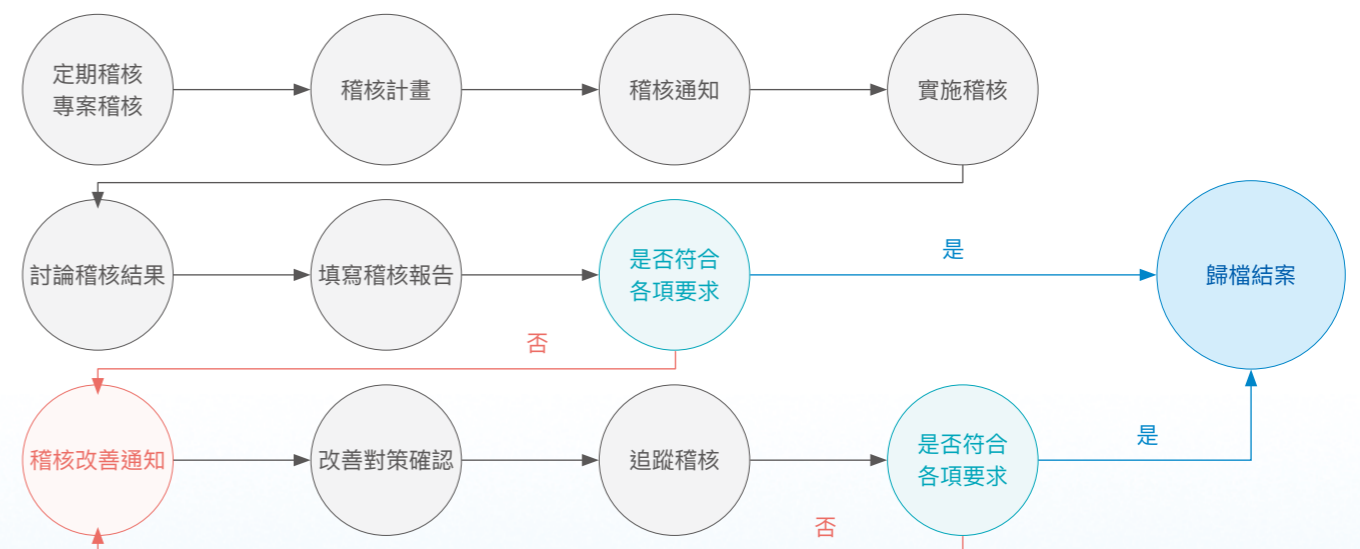 定期稽核
專案稽核
稽核計畫
稽核通知
實施稽核
討論稽核結果
填寫稽核報告
是否符合
各項要求
是
歸檔結案
否
稽核改善通知
改善對策確認
追蹤稽核
是否符合
各項要求
是
否